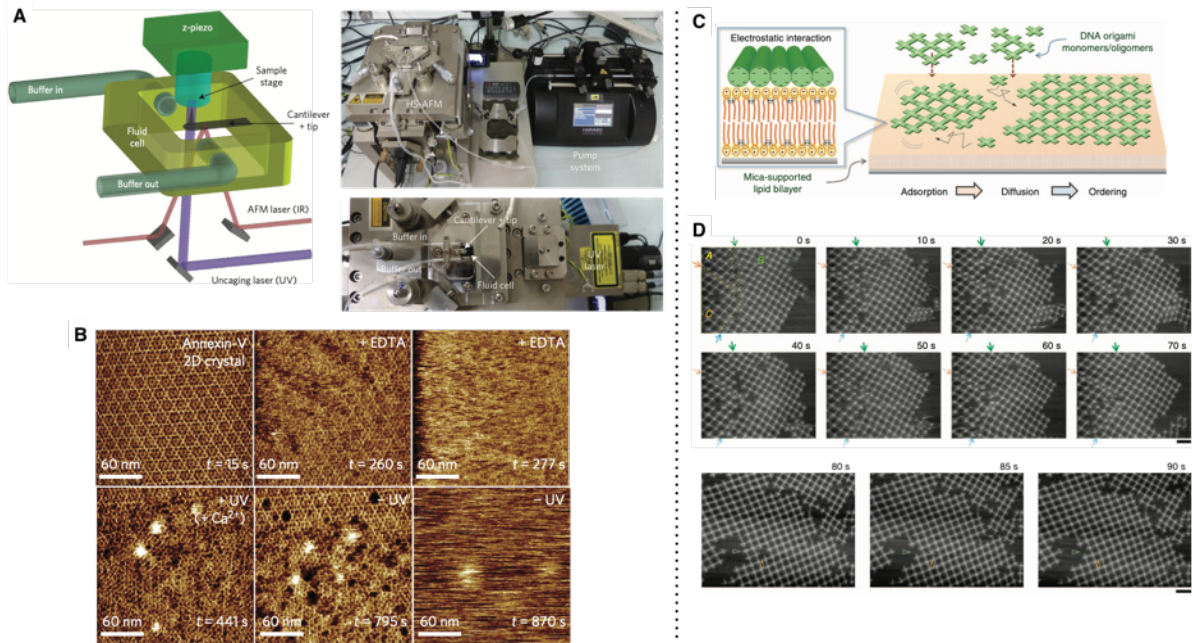 A
z-piezo
Sample
stage
Buffer in
Cantilever
+ tip
Fluid
cell
Buffer out
AFM laser (IR)
Uncaging laser (UV)
HS-AFM
HARVARD
Pump
system
Cantilever + tip
Buffer in
Buffer out
UV
laser
Fluid cell
B
Annexin-V
2D crystal
60 nm
t = 15 s
+ EDTA
60 nm
t = 260 s
+ EDTA
60 nm
t = 277 s
+ UV
(+ Ca2+)
60 nm
t = 441 s
– UV
60 nm
t = 795 s
– UV
60 nm
t = 870 s
C
Electrostatic interaction
DNA origami
monomers/oligomers
Mica-supported
lipid bilayer
Adsorption
Diffusion
Ordering
D
0 s
A
B
10 s
20 s
30 s
40 s
50 s
60 s
70 s
80 s
85 s
90 s